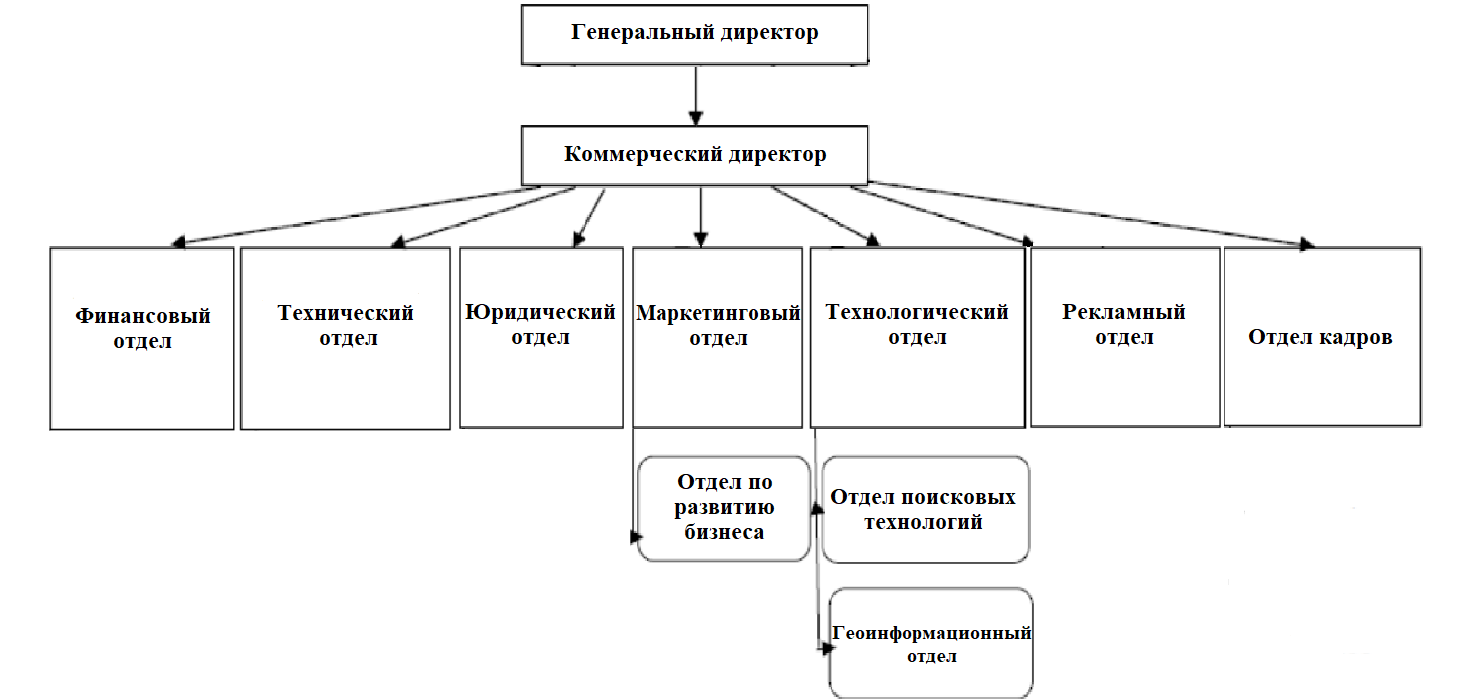 Генеральный директор
Коммерческий директор
Финансовый
отдел
Технический
отдел
Юридический
отдел
Маркетинговый
отдел
Технологический
отдел
Рекламный
отдел
Отдел кадров
Отдел по
развитию
бизнеса
Отдел поисковых
технологий
Геоинформационный
отдел